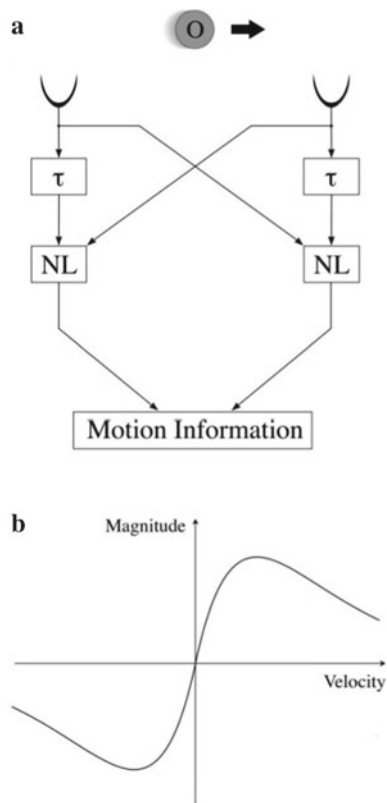 a
O
τ τ
NL NL
Motion Information
b
Magnitude
Velocity